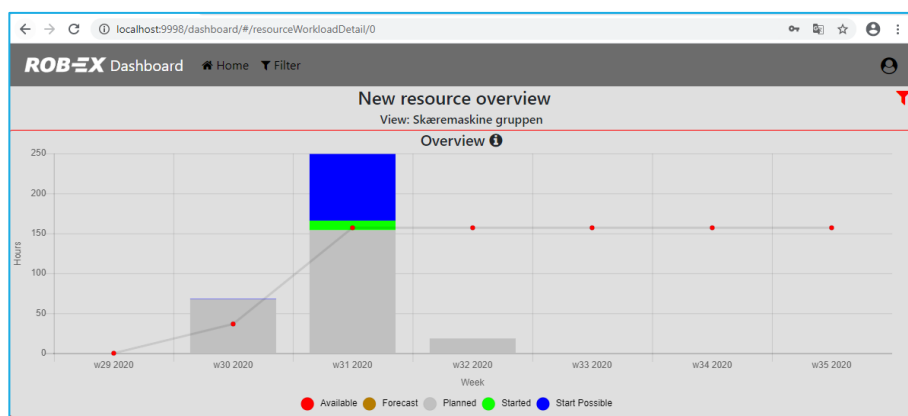 localhost:9998/dashboard/#/resourceWorkloadDetail/0
ROB-EX Dashboard Home Filter
New resource overview
View: Skæremaskine gruppen
Overview
250
200
150
100
50
0
Hours
w29 2020 w30 2020 w31 2020 w32 2020 w33 2020 w34 2020 w35 2020
Week
Available Forecast Planned Started Start Possible